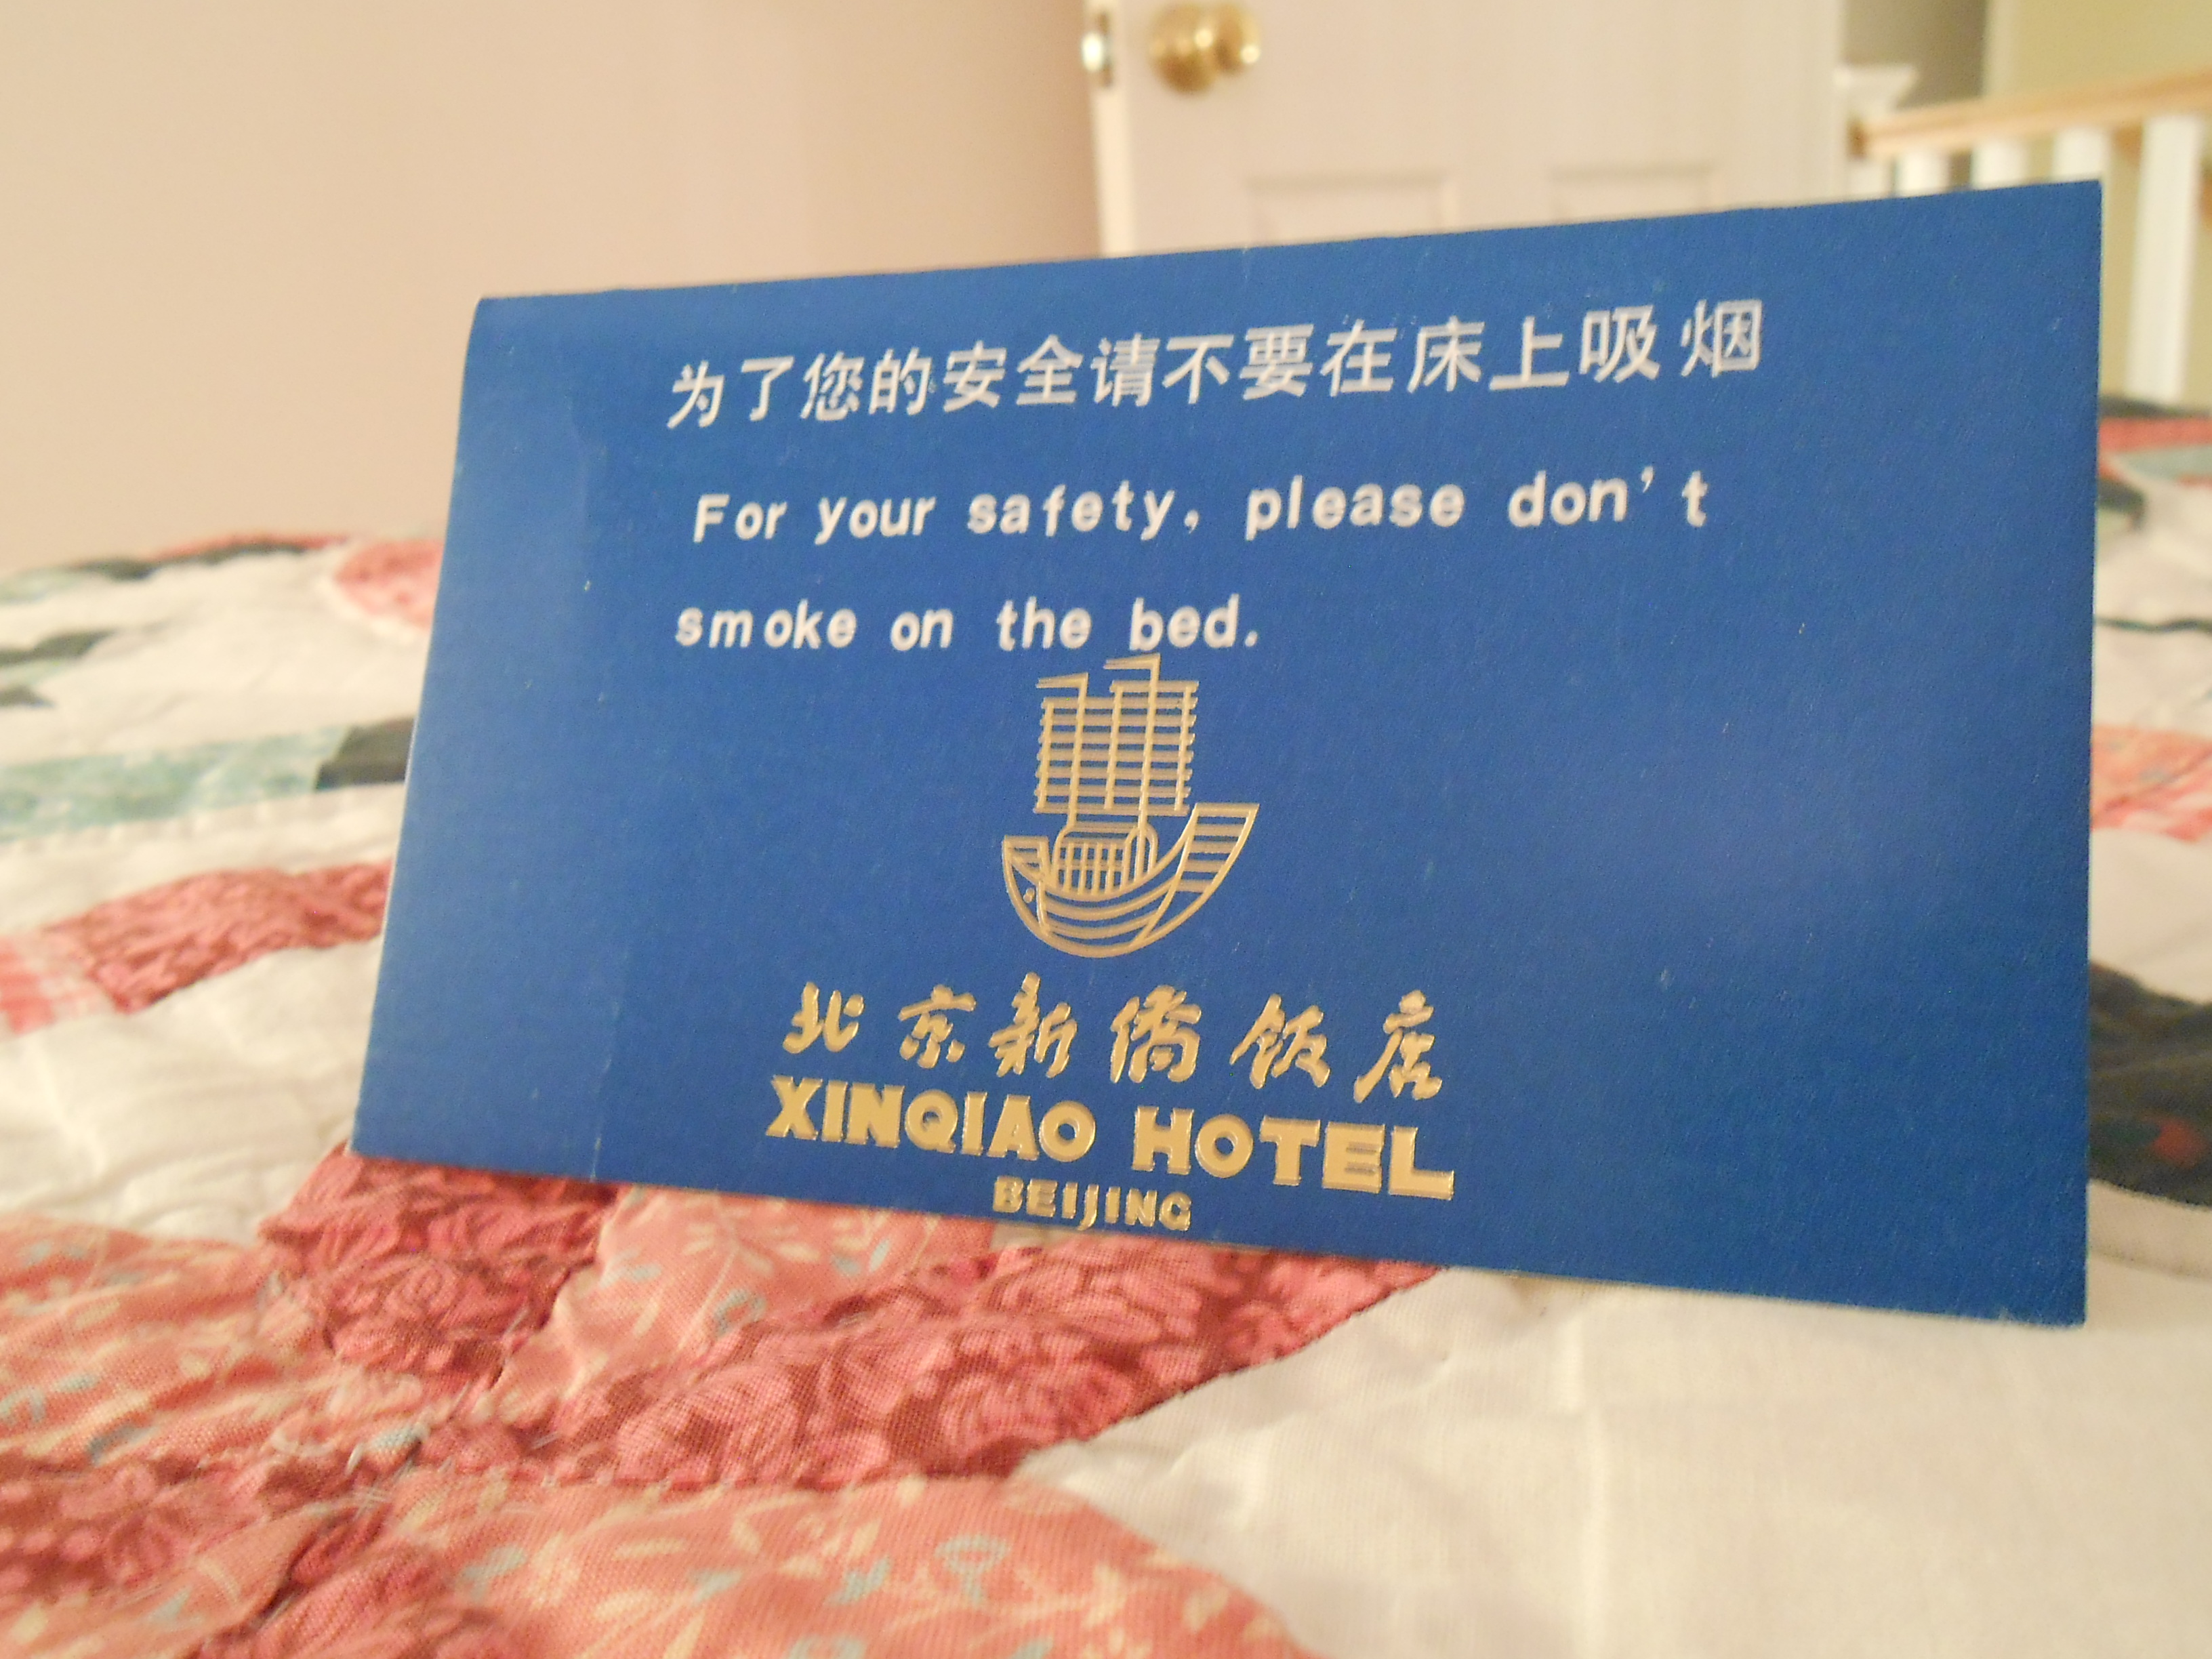 为了您的安全请不要在床上吸烟
For your safety, please don't
smoke on the bed.
北京新僑饭店
XINQIAO HOTEL
BEIJING